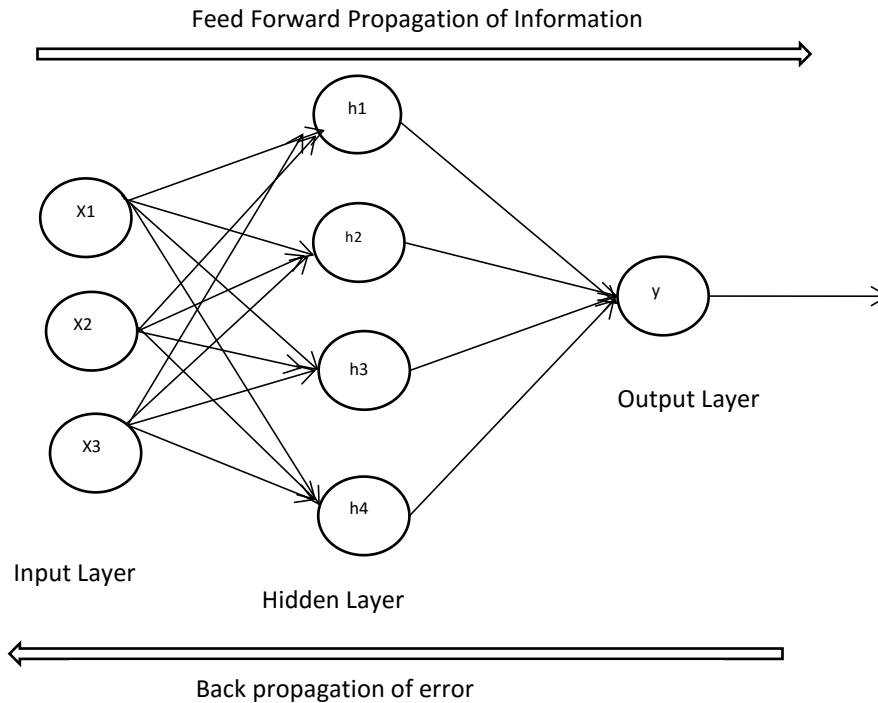 Feed Forward Propagation of Information
h1
X1
h2
X2
y
h3
Output Layer
X3
h4
Input Layer
Hidden Layer
Back propagation of error